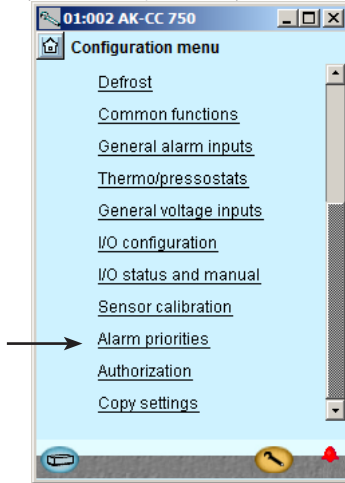 01:002 AK-CC 750
Configuration menu
Defrost
Common functions
General alarm inputs
Thermo/pressostats
General voltage inputs
I/O configuration
I/O status and manual
Sensor calibration
Alarm priorities
Authorization
Copy settings